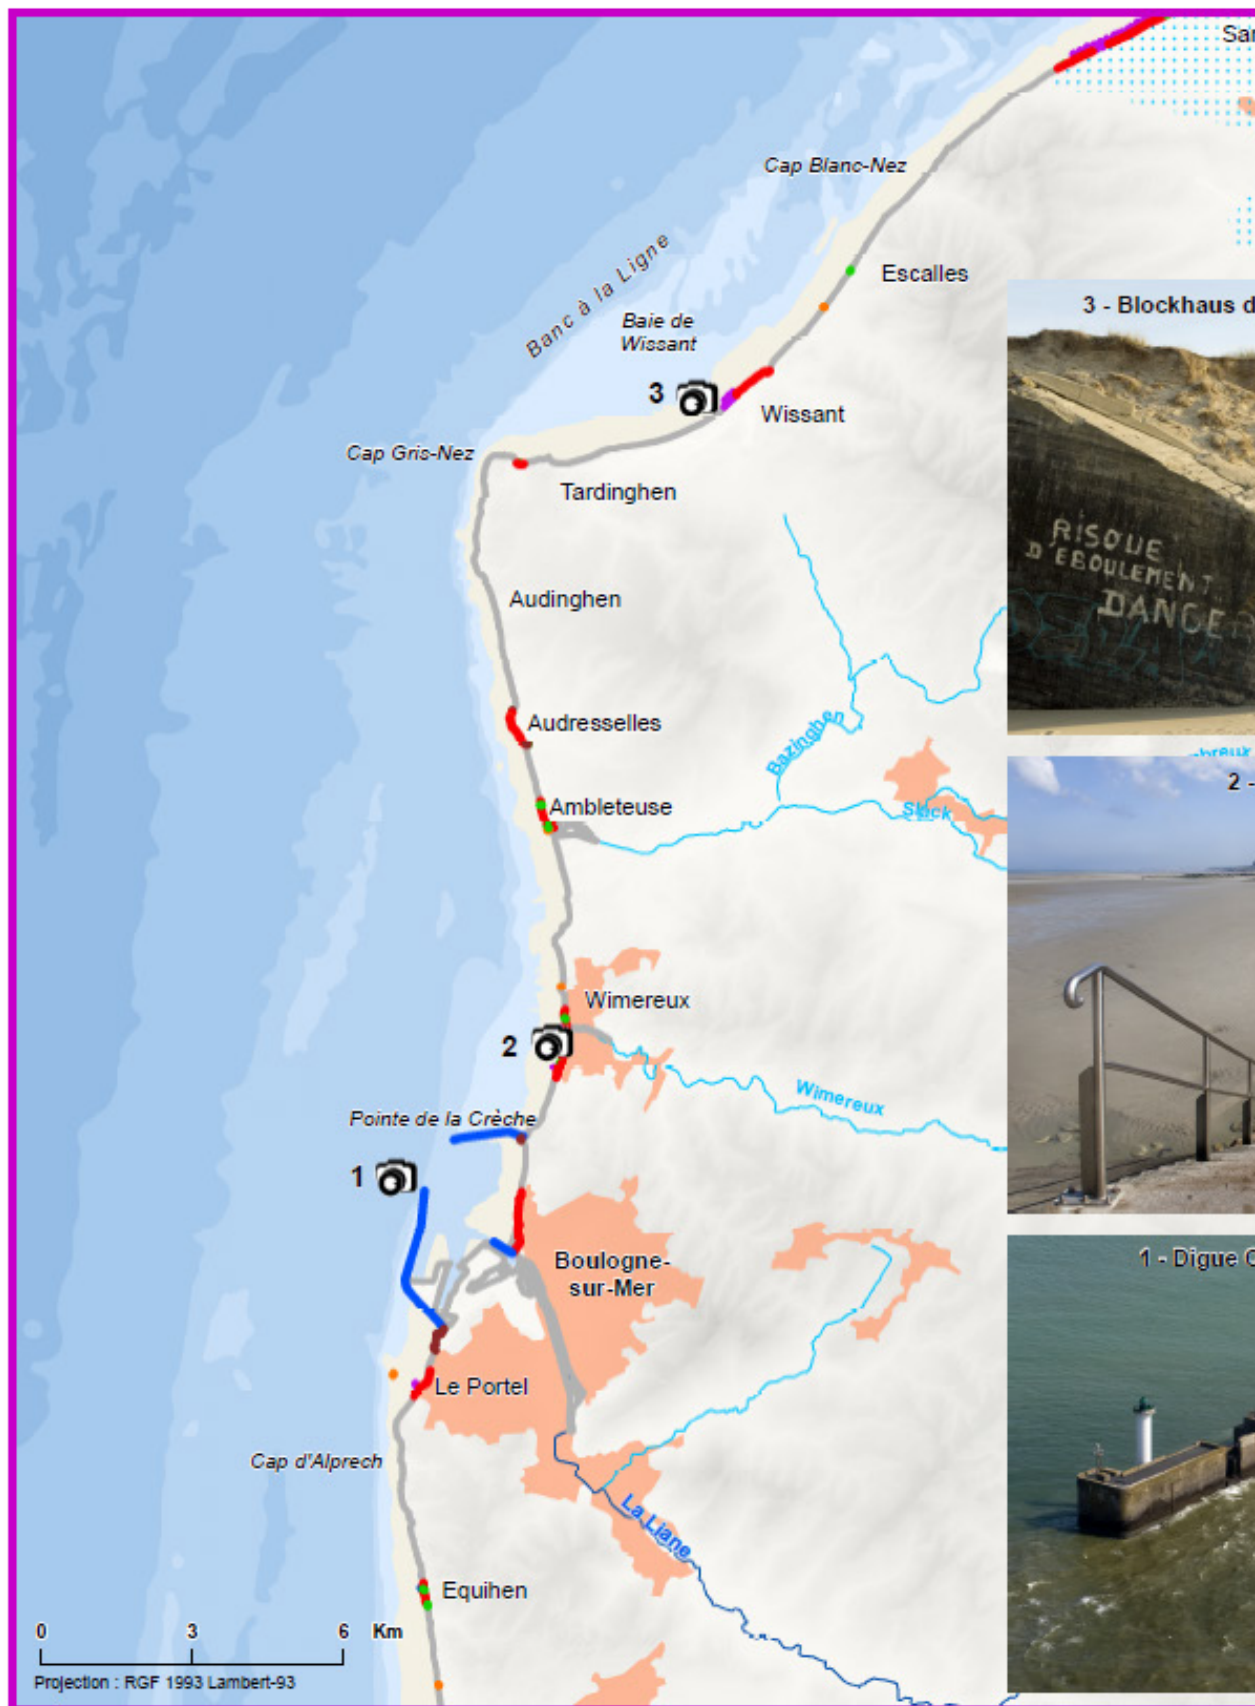 San
Cap Blanc-Nez
Banc à la Ligne
Escalles
Baie de
Wissant
3 - Blockhaus d
3
Wissant
Cap Gris-Nez
Tardinghen
RISQUE
D'EBOULEMENT
DANGE
Audinghen
Audresselles
Bazinghen
Ambleteuse
Slack
2 -
Wimereux
2
Wimereux
Pointe de la Crèche
1
Boulogne-
sur-Mer
1 - Digue C
Le Portel
Cap d'Alprech
La Liane
Equihen
0 3 6 Km
Projection : RGF 1993 Lambert-93